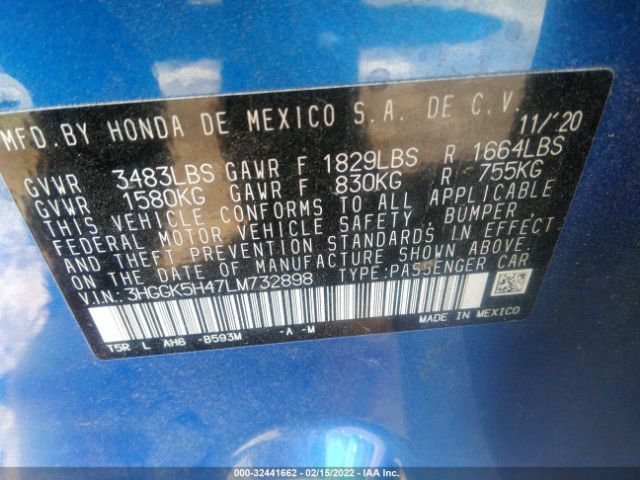 MFD. BY HONDA DE MEXICO S.A. DE C.V.
11/'20
GVWR 3483LBS GAWR F 1829LBS R 1664LBS
GVWR 1580KG GAWR F 830KG R 755KG
THIS VEHICLE CONFORMS TO ALL APPLICABLE
FEDERAL MOTOR VEHICLE SAFETY, BUMPER,
AND THEFT PREVENTION STANDARDS IN EFFECT
ON THE DATE OF MANUFACTURE SHOWN ABOVE.
V.I.N:3HGGK5H47LM732898 TYPE:PASSENGER CAR
MADE IN MEXICO
T5R L AH6 -B593M -A -M
000-32441662 - 02/15/2022 - IAA Inc.